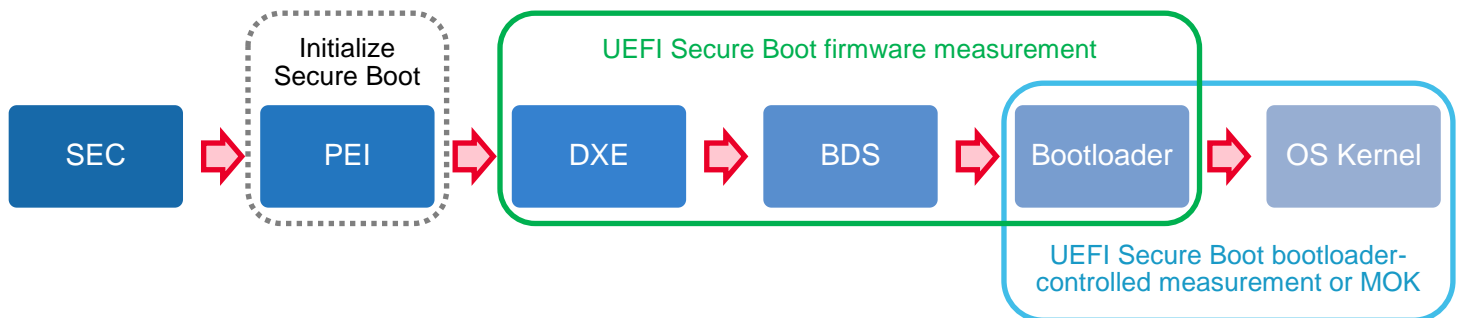 Initialize
Secure Boot
UEFI Secure Boot firmware measurement
SEC
PEI
DXE
BDS
Bootloader
OS Kernel
UEFI Secure Boot bootloader-
controlled measurement or MOK